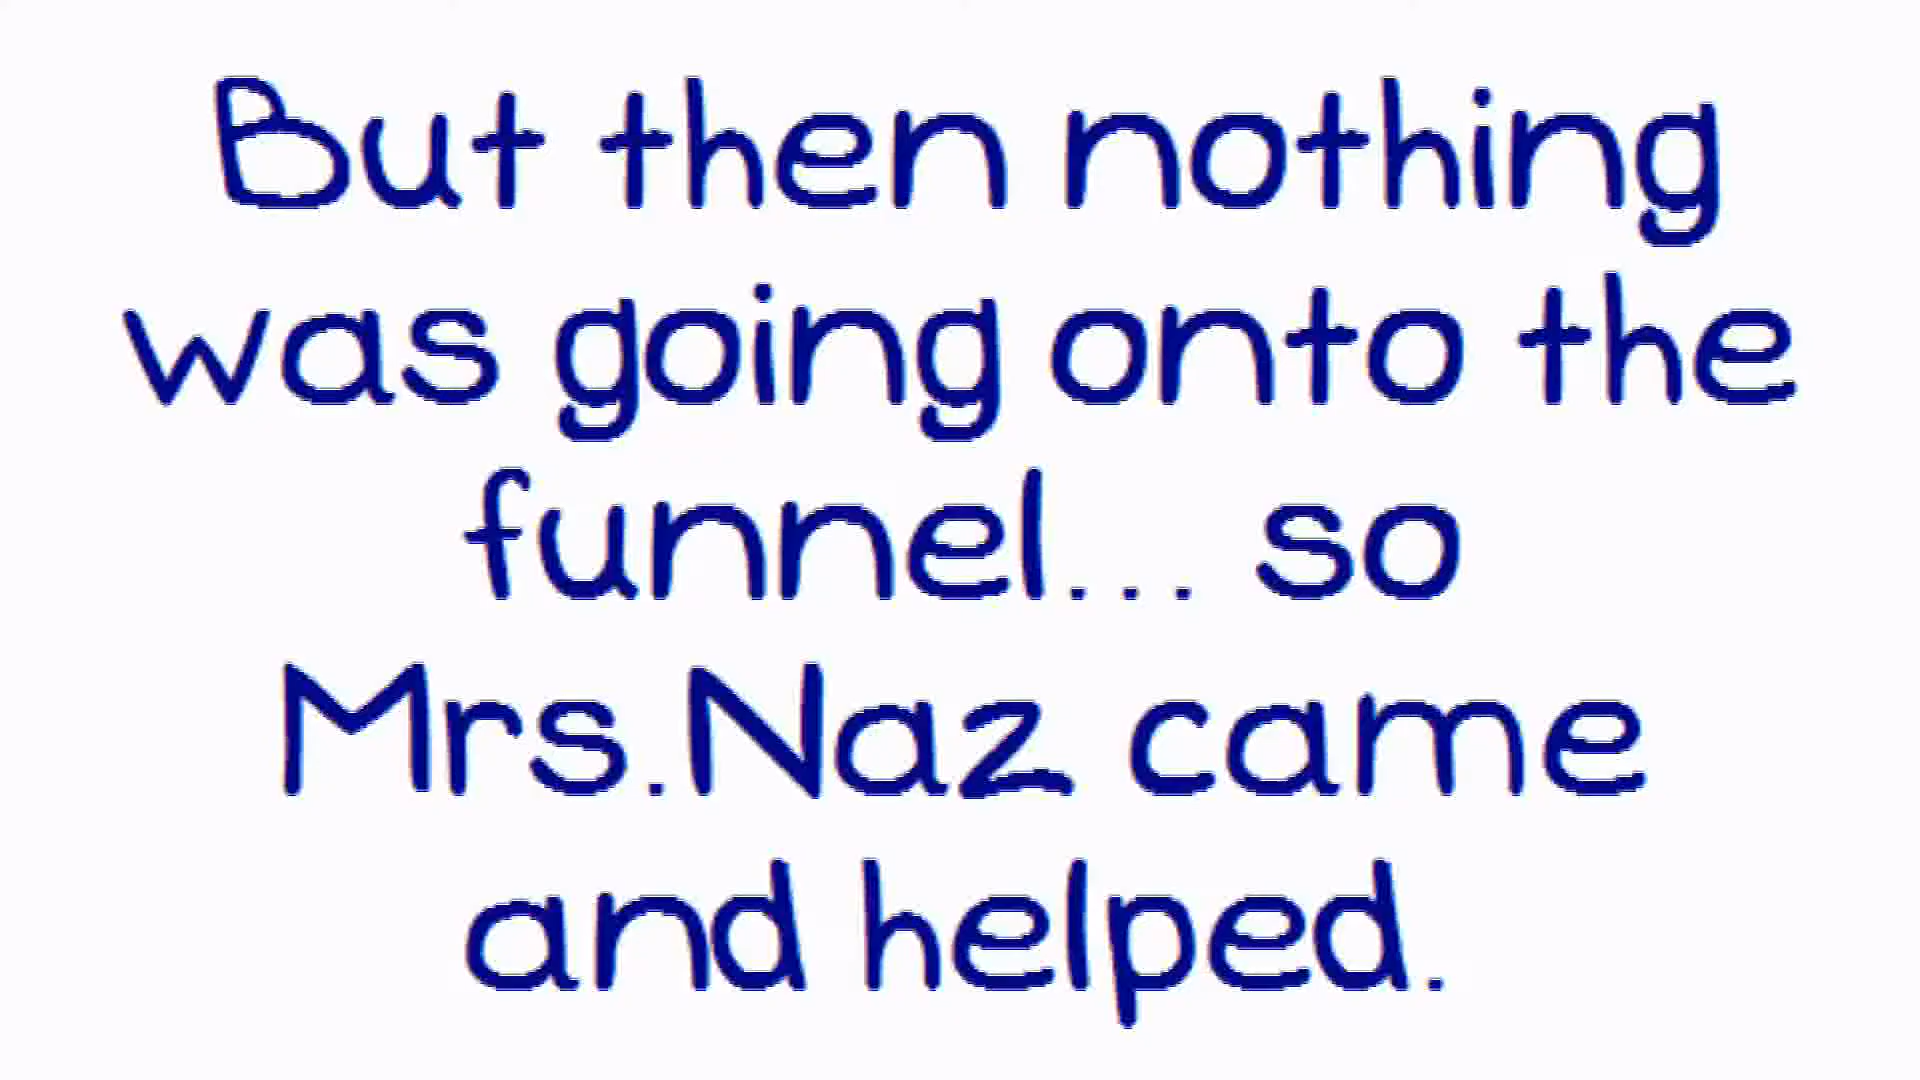 But then nothing
was going onto the
funnel... so
Mrs.Naz came
and helped.